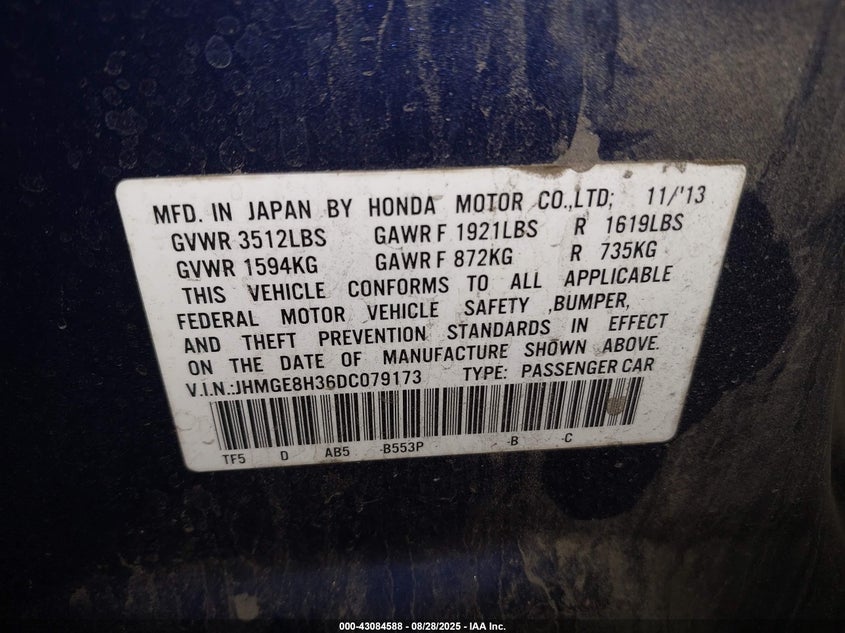 MFD. IN JAPAN BY HONDA MOTOR CO.,LTD; 11/'13
GVWR 3512LBS GAWR F 1921LBS R 1619LBS
GVWR 1594KG GAWR F 872KG R 735KG
THIS VEHICLE CONFORMS TO ALL APPLICABLE
FEDERAL MOTOR VEHICLE SAFETY ,BUMPER,
AND THEFT PREVENTION STANDARDS IN EFFECT
ON THE DATE OF MANUFACTURE SHOWN ABOVE.
V.I.N.:JHMGE8H36DC079173 TYPE: PASSENGER CAR
TF5 D AB5 -B553P -B -C
000-43084588 - 08/28/2025 - IAA Inc.